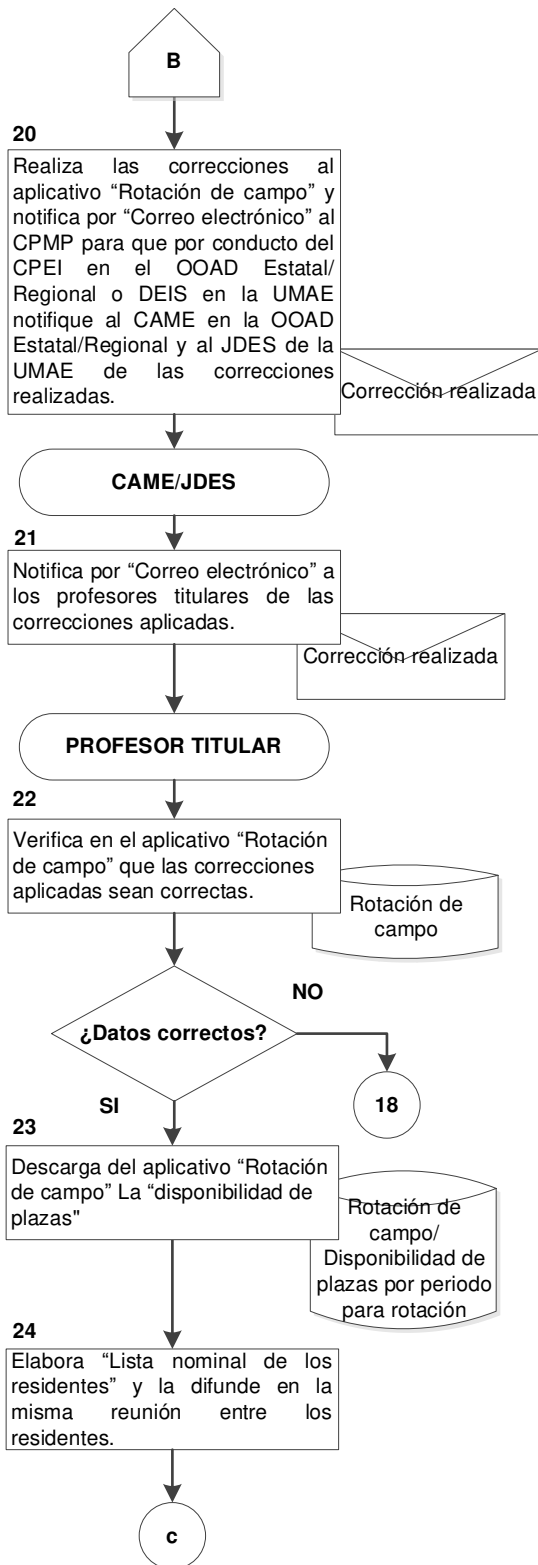 B
20
Realiza las correcciones al
aplicativo “Rotación de campo” y
notifica por “Correo electrónico” al
CPMP para que por conducto del
CPEI en el OOAD Estatal/
Regional o DEIS en la UMAE
notifique al CAME en la OOAD
Estatal/Regional y al JDES de la
UMAE de las correcciones
realizadas.
Corrección realizada
CAME/JDES
21
Notifica por “Correo electrónico” a
los profesores titulares de las
correcciones aplicadas.
Corrección realizada
PROFESOR TITULAR
22
Verifica en el aplicativo “Rotación
de campo” que las correcciones
aplicadas sean correctas.
Rotación de
campo
¿Datos correctos?
NO
18
SI
23
Descarga del aplicativo “Rotación
de campo” La “disponibilidad de
plazas"
Rotación de
campo/
Disponibilidad de
plazas por periodo
para rotación
24
Elabora “Lista nominal de los
residentes” y la difunde en la
misma reunión entre los
residentes.
c